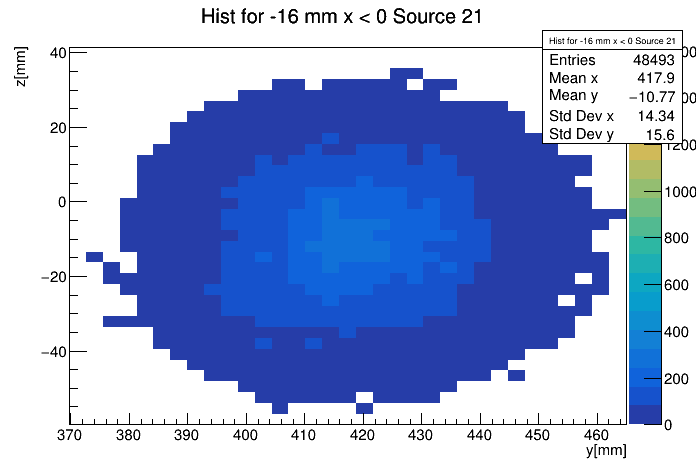 Hist for -16 mm x < 0 Source 21
Hist for -16 mm x < 0 Source 21
Entries 48493
Mean x 417.9
Mean y −10.77
Std Dev x 14.34
Std Dev y 15.6
z[mm]
40
20
0
−20
−40
370 380 390 400 410 420 430 440 450 460
y[mm]
1200
1000
800
600
400
200
0